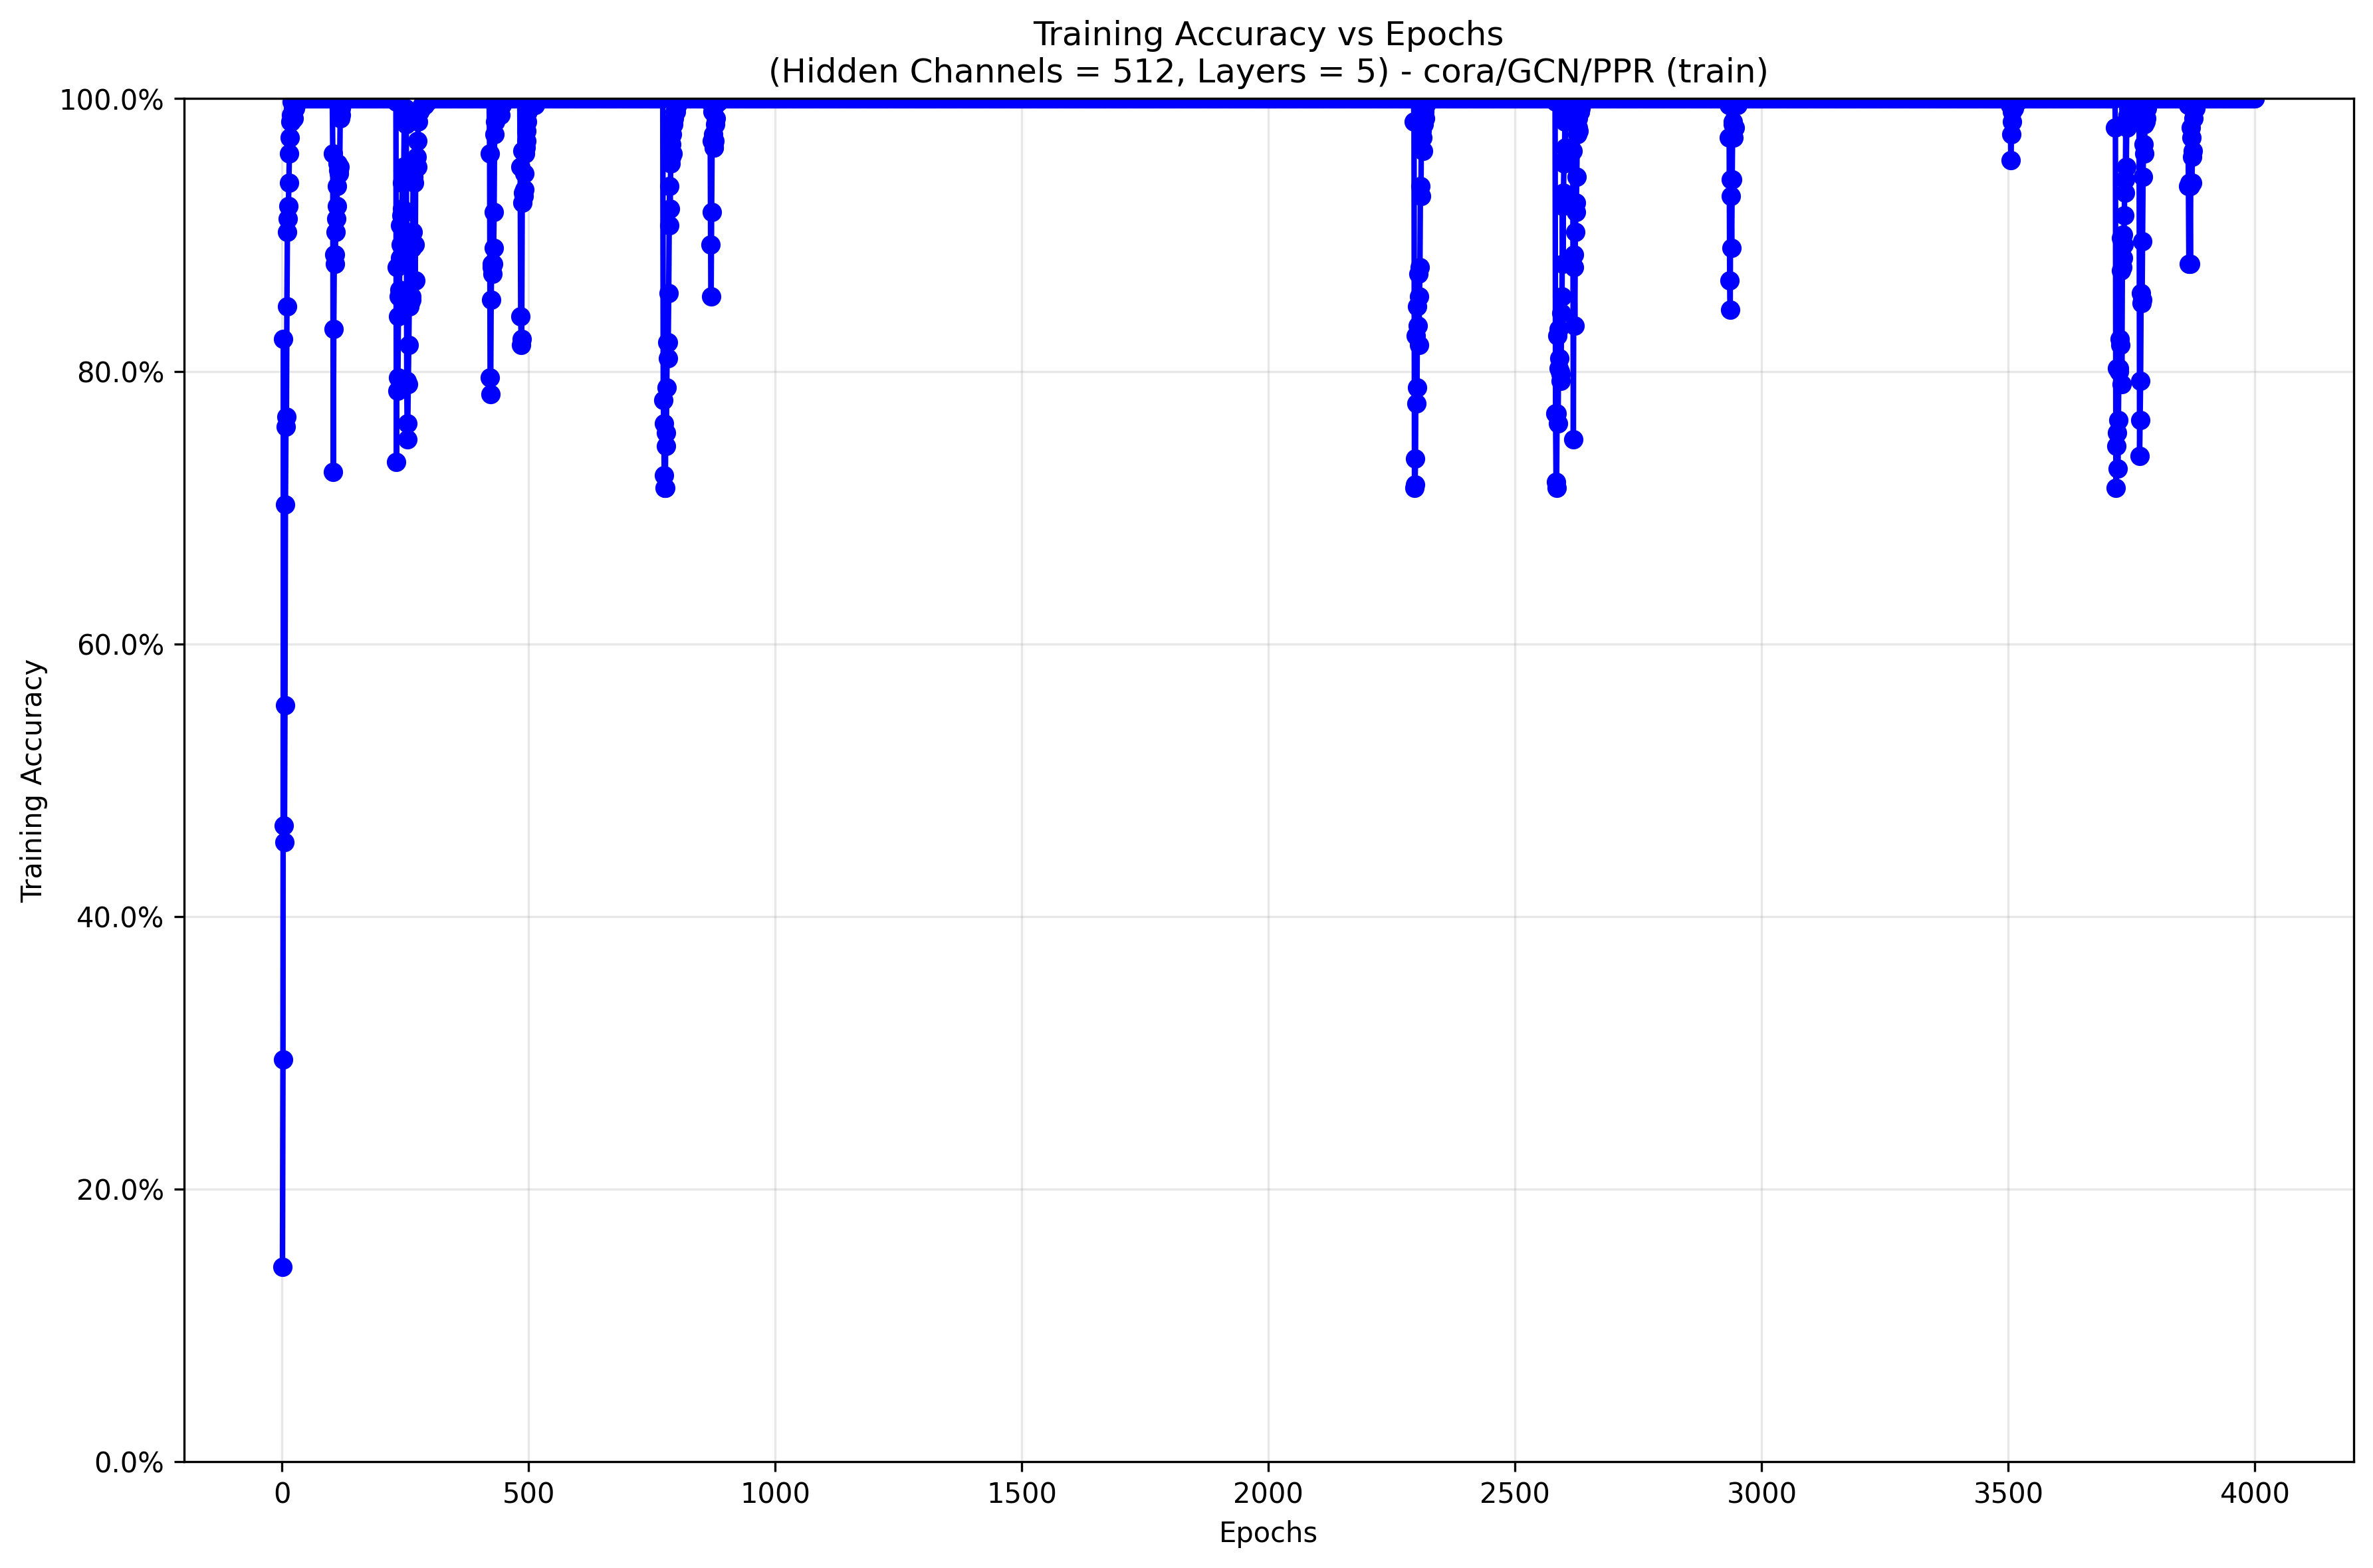 Training Accuracy vs Epochs
(Hidden Channels = 512, Layers = 5) - cora/GCN/PPR (train)
100.0%
80.0%
60.0%
40.0%
20.0%
0.0%
Training Accuracy
0 500 1000 1500 2000 2500 3000 3500 4000
Epochs